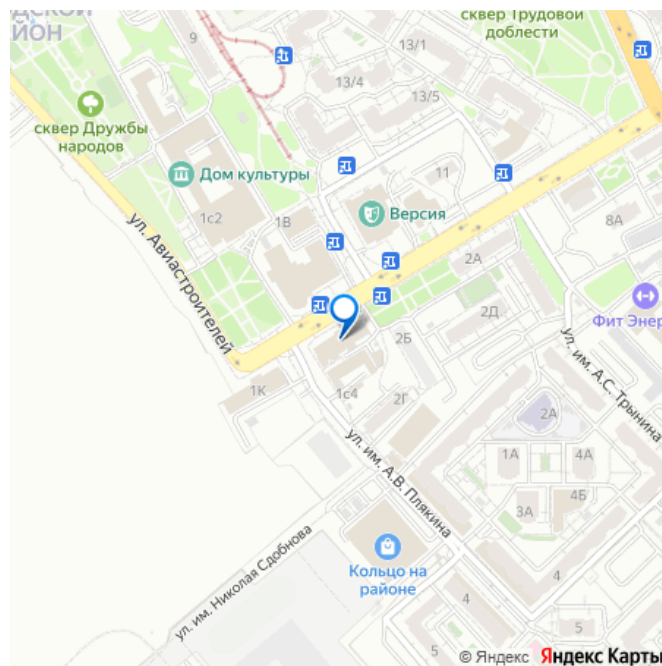 ДСКОЙ
ЙОН
сквер Трудовой
доблести
9
13/1
13/4
13/5
сквер Дружбы
народов
Дом культуры
11
1с2
1В
Версия
8А
2А
ул. Авиастроителей
2Д
Фит Энер
2Б
1К
1с4
2Г
ул. им. А.С. Трынина
2А
ул. им. А.В. Плякина
1А
4А
3А
4Б
ул. им. Николая Сдобнова
Кольцо на
районе
4
4
5
5
© Яндекс Яндекс Карты